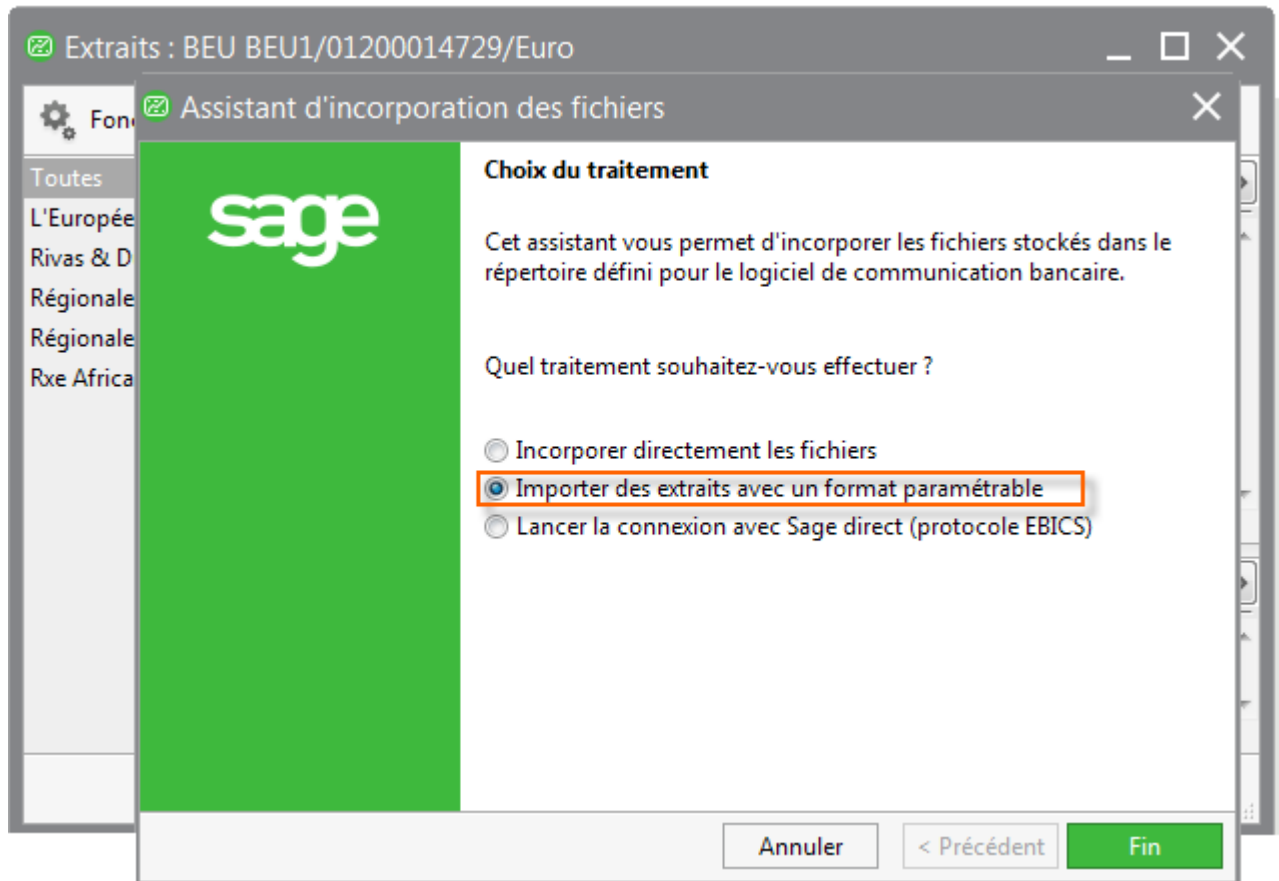 Extraits : BEU BEU1/01200014729/Euro
Assistant d'incorporation des fichiers
Toutes
L'Europée
Rivas & D
Régionale
Régionale
Rxe Africa
sage
Choix du traitement
Cet assistant vous permet d'incorporer les fichiers stockés dans le
répertoire défini pour le logiciel de communication bancaire.
Quel traitement souhaitez-vous effectuer ?
Incorporer directement les fichiers
Importer des extraits avec un format paramétrable
Lancer la connexion avec Sage direct (protocole EBICS)
Annuler
< Précédent
Fin